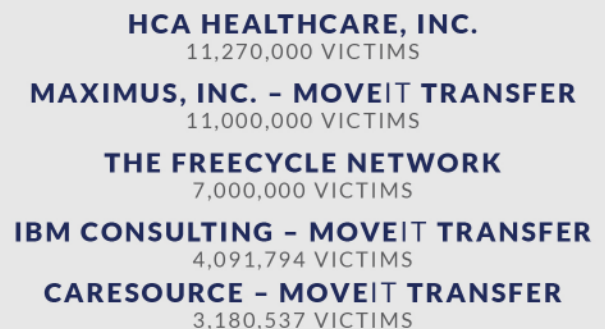 HCA HEALTHCARE, INC.
11,270,000 VICTIMS
MAXIMUS, INC. – MOVEIT TRANSFER
11,000,000 VICTIMS
THE FREECYCLE NETWORK
7,000,000 VICTIMS
IBM CONSULTING – MOVEIT TRANSFER
4,091,794 VICTIMS
CARESOURCE – MOVEIT TRANSFER
3,180,537 VICTIMS